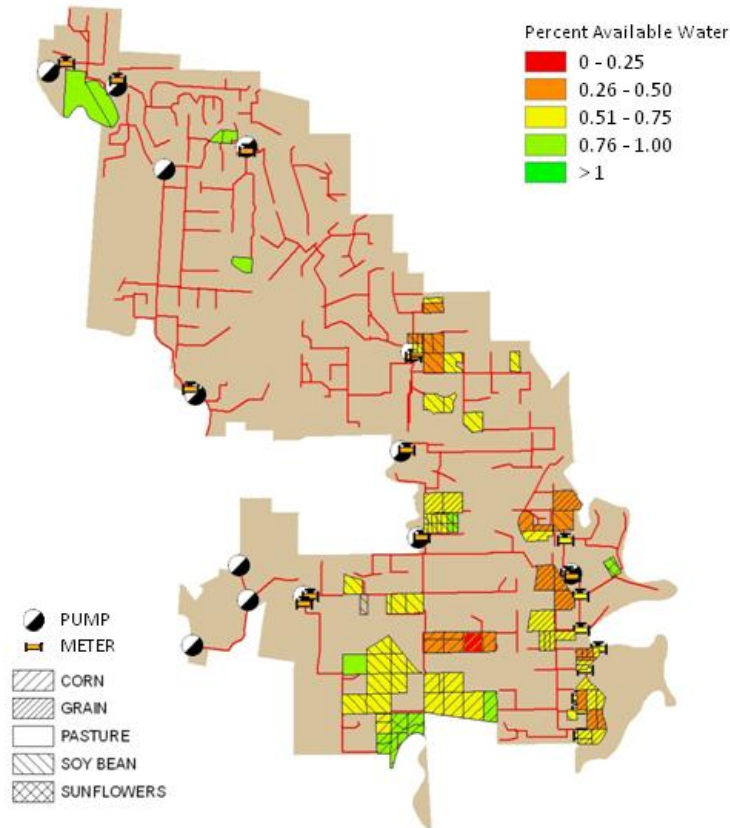 Percent Available Water
0 - 0.25
0.26 - 0.50
0.51 - 0.75
0.76 - 1.00
> 1
PUMP
METER
CORN
GRAIN
PASTURE
SOY BEAN
SUNFLOWERS